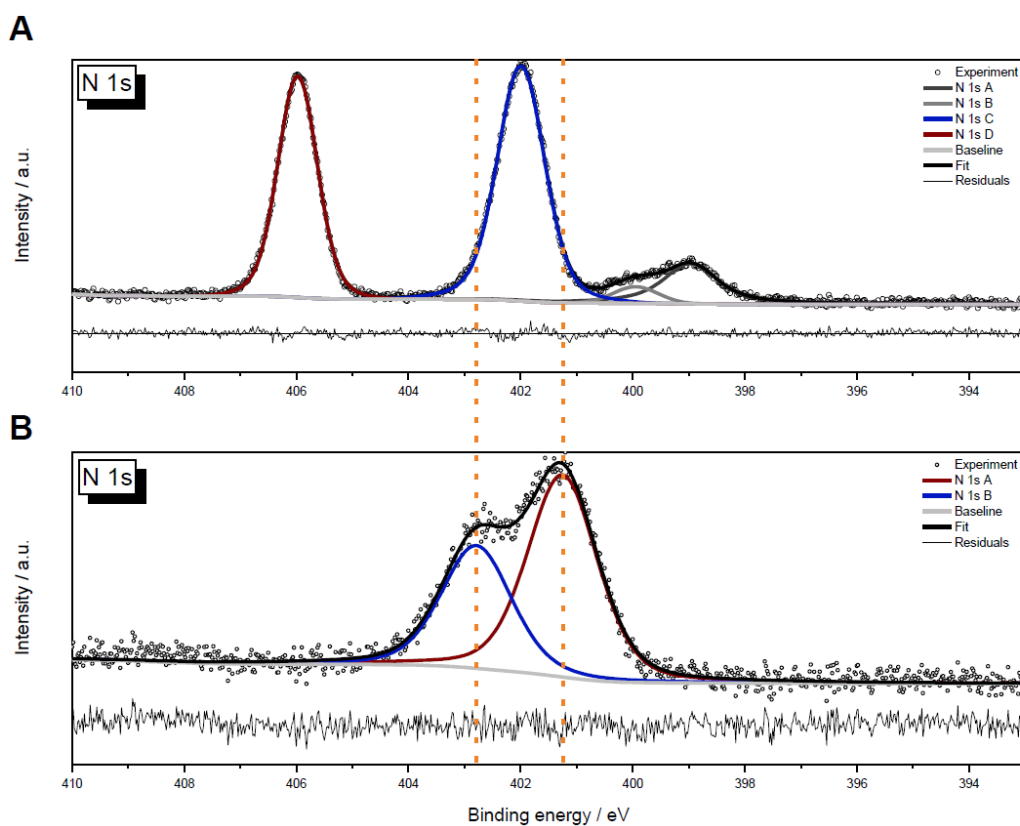 A
N 1s
Experiment
N 1s A
N 1s B
N 1s C
N 1s D
Baseline
Fit
Residuals
Intensity / a.u.
410 408 406 404 402 400 398 396 394
B
N 1s
Experiment
N 1s A
N 1s B
Baseline
Fit
Residuals
Intensity / a.u.
410 408 406 404 402 400 398 396 394
Binding energy / eV